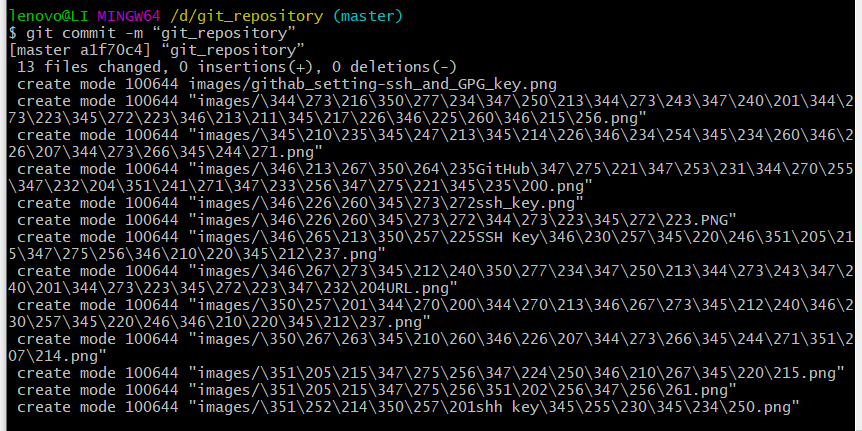 lenovo@LI MINGW64 /d/git_repository (master)
$ git commit -m “git_repository”
[master a1f70c4] “git_repository”
 13 files changed, 0 insertions(+), 0 deletions(-)
 create mode 100644 images/githab_setting-ssh_and_GPG_key.png
 create mode 100644 "images/\344\273\216\350\277\234\347\250\213\344\273\243\347\240\201\344\2
73\223\345\272\223\346\213\211\345\217\226\346\225\260\346\215\256.png"
 create mode 100644 "images/\345\210\235\345\247\213\345\214\226\346\234\254\345\234\260\346\2
26\207\344\273\266\345\244\271.png"
 create mode 100644 "images/\346\213\267\350\264\235GitHub\347\275\221\347\253\231\344\270\255
\347\232\204\351\241\271\347\233\256\347\275\221\345\235\200.png"
 create mode 100644 "images/\346\226\260\345\273\272ssh_key.png"
 create mode 100644 "images/\346\226\260\345\273\272\344\273\223\345\272\223.PNG"
 create mode 100644 "images/\346\265\213\350\257\225SSH Key\346\230\257\345\220\246\351\205\21
5\347\275\256\346\210\220\345\212\237.png"
 create mode 100644 "images/\346\267\273\345\212\240\350\277\234\347\250\213\344\273\243\347\2
40\201\344\273\223\345\272\223\347\232\204URL.png"
 create mode 100644 "images/\350\257\201\344\270\200\344\270\213\346\267\273\345\212\240\346\2
30\257\345\220\246\346\210\220\345\212\237.png"
 create mode 100644 "images/\350\267\263\345\210\260\346\226\207\344\273\266\345\244\271\351\2
07\214.png"
 create mode 100644 "images/\351\205\215\347\275\256\347\224\250\346\210\267\345\220\215.png"
 create mode 100644 "images/\351\205\215\347\275\256\351\202\256\347\256\261.png"
 create mode 100644 "images/\351\252\214\350\257\201shh key\345\255\230\345\234\250.png"